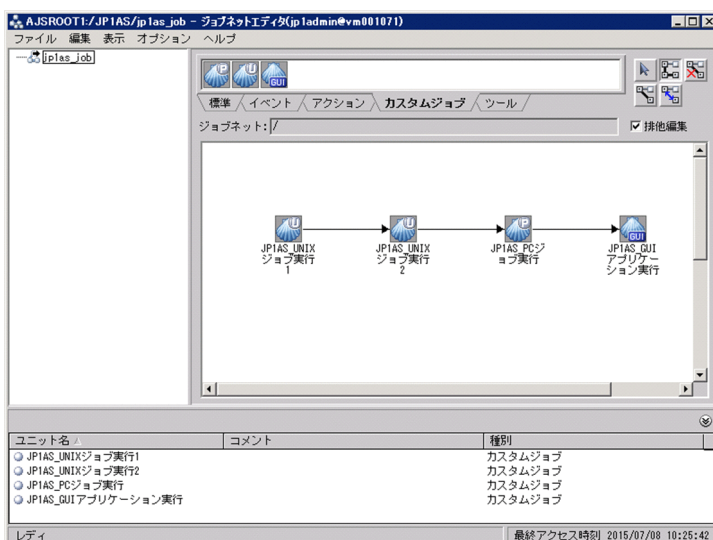 AJSROOT1:/JP1AS/jp1as_job - ジョブネットエディタ(jp1admin@vm001071)
ファイル 編集 表示 オプション ヘルプ
jp1as_job
P U GUI
標準 イベント アクション カスタムジョブ ツール
ジョブネット: /
排他編集
U U P GUI
JP1AS_UNIX JP1AS_UNIX JP1AS_PCジ JP1AS_GUI
ジョブ実行 ジョブ実行 ョブ実行 アプリケー
1 2 ション実行
ユニット名 コメント 種別
JP1AS_UNIXジョブ実行1 カスタムジョブ
JP1AS_UNIXジョブ実行2 カスタムジョブ
JP1AS_PCジョブ実行 カスタムジョブ
JP1AS_GUIアプリケーション実行 カスタムジョブ
レディ 最終アクセス時刻 2015/07/08 10:25:42